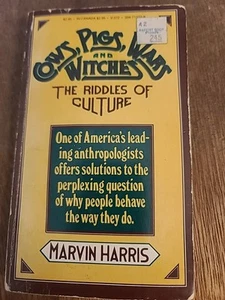 COWS, PIGS, WARS
AND
WITCHES
THE RIDDLES OF
CULTURE
One of America's lead-
ing anthropologists
offers solutions to the
perplexing question
of why people behave
the way they do.
MARVIN HARRIS